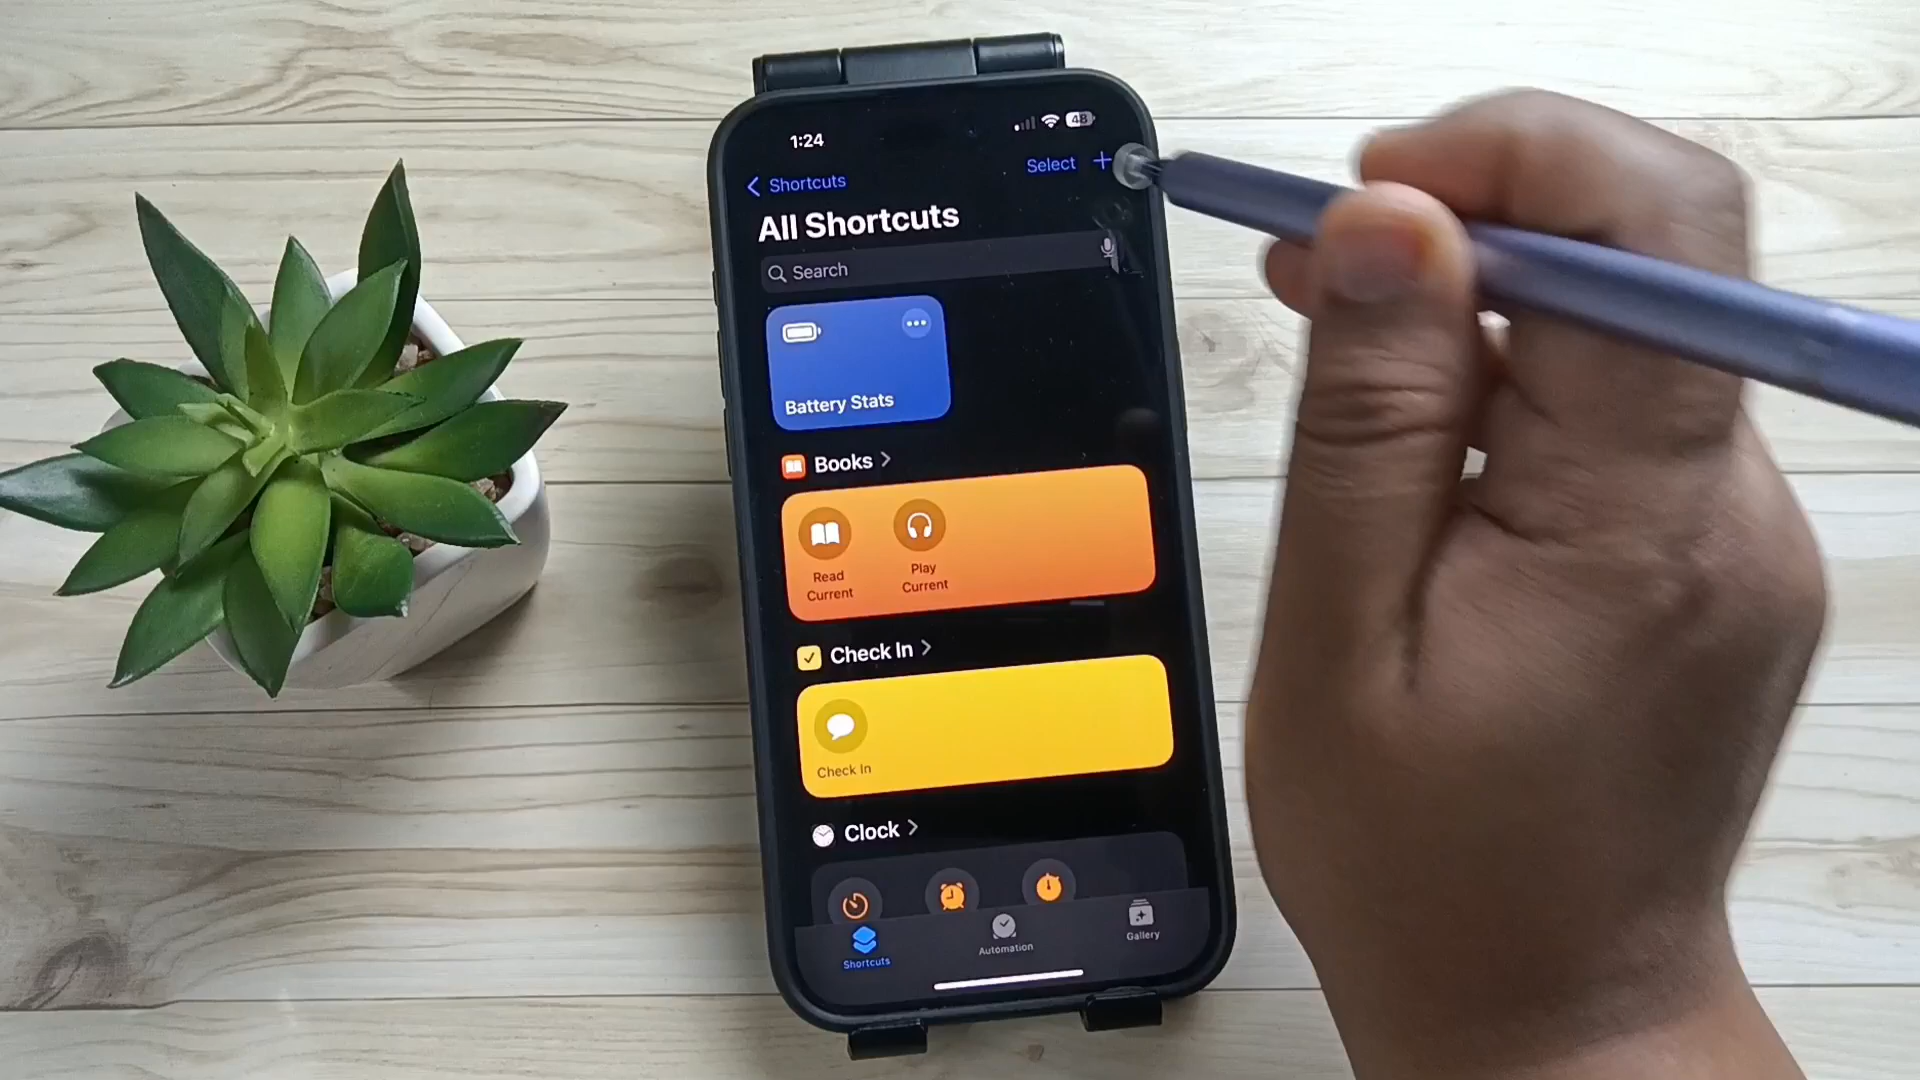 1:24
48
Shortcuts
Select +
All Shortcuts
Search
Battery Stats
Books
Read Current
Play Current
Check In
Check In
Clock
Shortcuts
Automation
Gallery